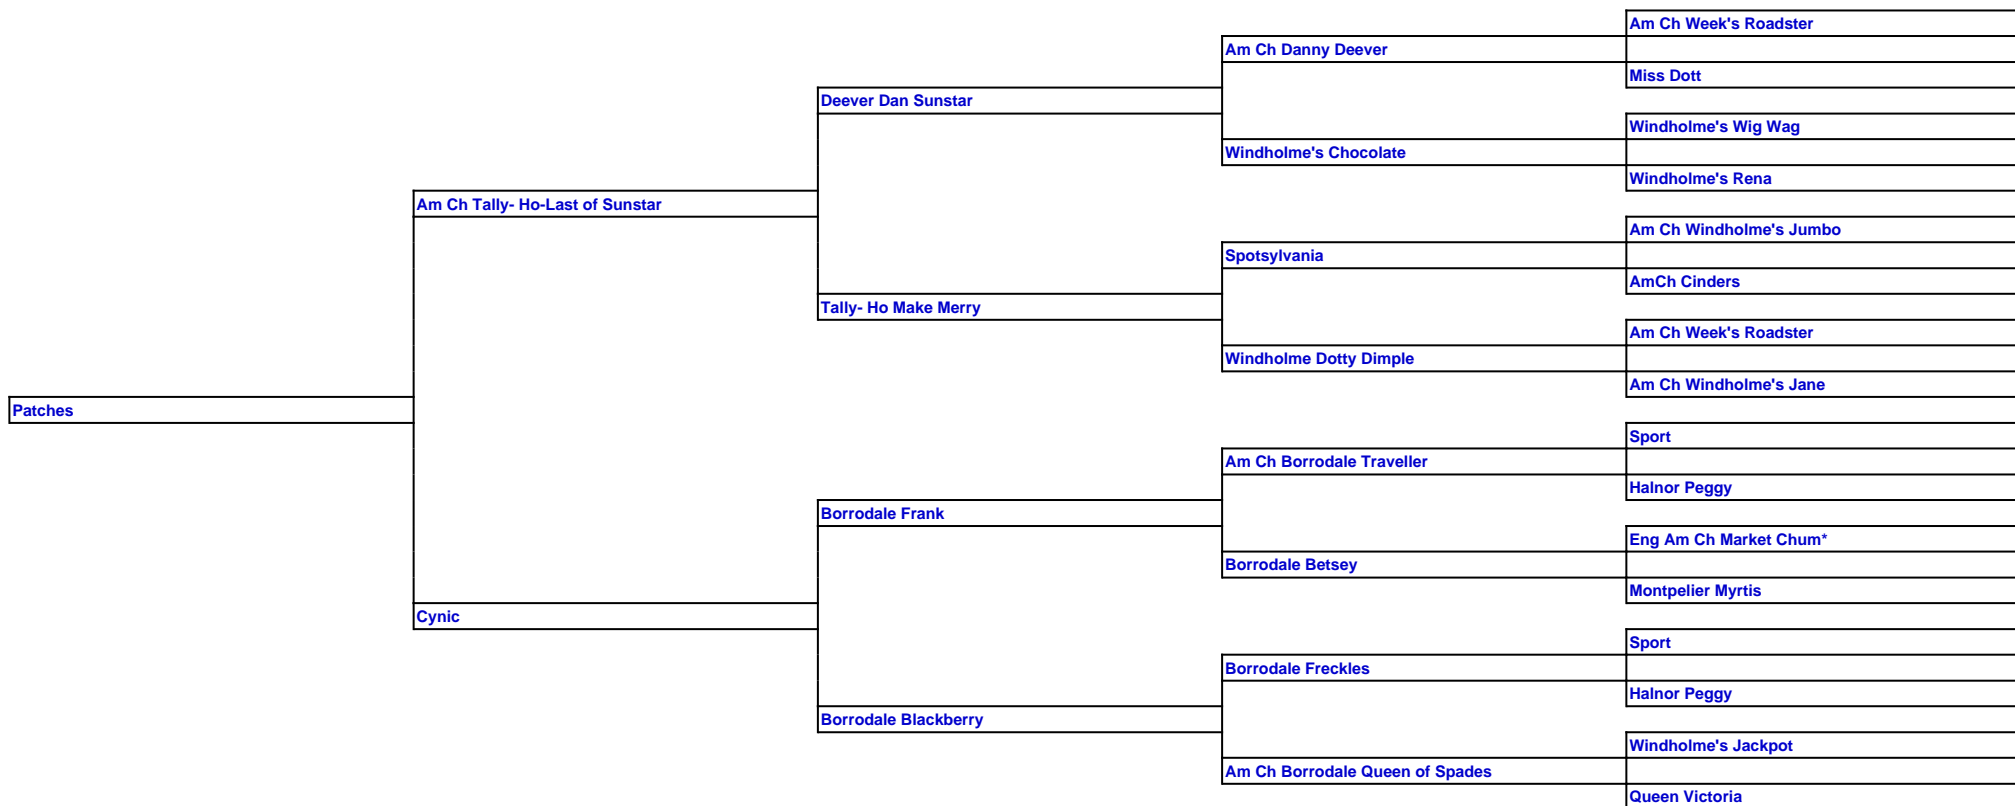 Am Ch Week's Roadster
Am Ch Danny Deever
Miss Dott
Deever Dan Sunstar
Windholme's Wig Wag
Windholme's Chocolate
Windholme's Rena
Am Ch Tally- Ho-Last of Sunstar
Am Ch Windholme's Jumbo
Spotsylvania
AmCh Cinders
Tally- Ho Make Merry
Am Ch Week's Roadster
Windholme Dotty Dimple
Am Ch Windholme's Jane
Patches
Sport
Am Ch Borrodale Traveller
Halnor Peggy
Borrodale Frank
Eng Am Ch Market Chum*
Borrodale Betsey
Montpelier Myrtis
Cynic
Sport
Borrodale Freckles
Halnor Peggy
Borrodale Blackberry
Windholme's Jackpot
Am Ch Borrodale Queen of Spades
Queen Victoria